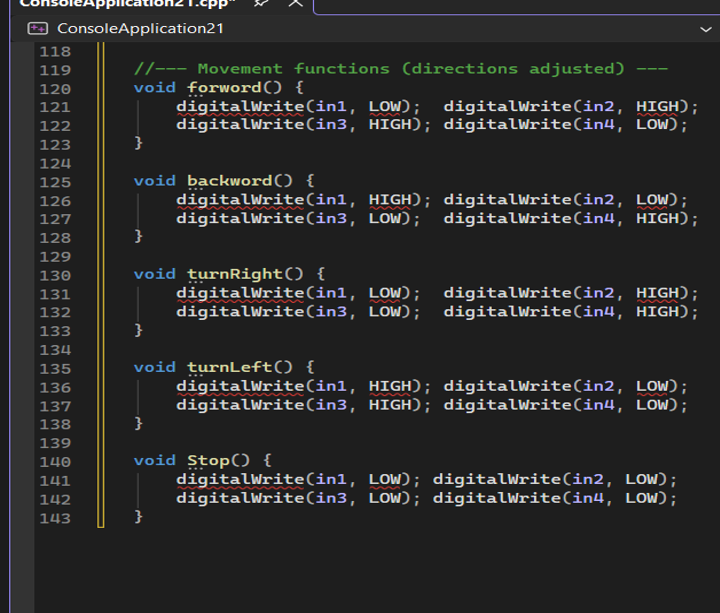 ConsoleApplication21.cpp*
ConsoleApplication21
118
119 //--- Movement functions (directions adjusted) ---
120 void forword() {
121 digitalWrite(in1, LOW);  digitalWrite(in2, HIGH);
122 digitalWrite(in3, HIGH); digitalWrite(in4, LOW);
123 }
124
125 void backword() {
126 digitalWrite(in1, HIGH); digitalWrite(in2, LOW);
127 digitalWrite(in3, LOW);  digitalWrite(in4, HIGH);
128 }
129
130 void turnRight() {
131 digitalWrite(in1, LOW);  digitalWrite(in2, HIGH);
132 digitalWrite(in3, LOW);  digitalWrite(in4, HIGH);
133 }
134
135 void turnLeft() {
136 digitalWrite(in1, HIGH); digitalWrite(in2, LOW);
137 digitalWrite(in3, HIGH); digitalWrite(in4, LOW);
138 }
139
140 void Stop() {
141 digitalWrite(in1, LOW); digitalWrite(in2, LOW);
142 digitalWrite(in3, LOW); digitalWrite(in4, LOW);
143 }